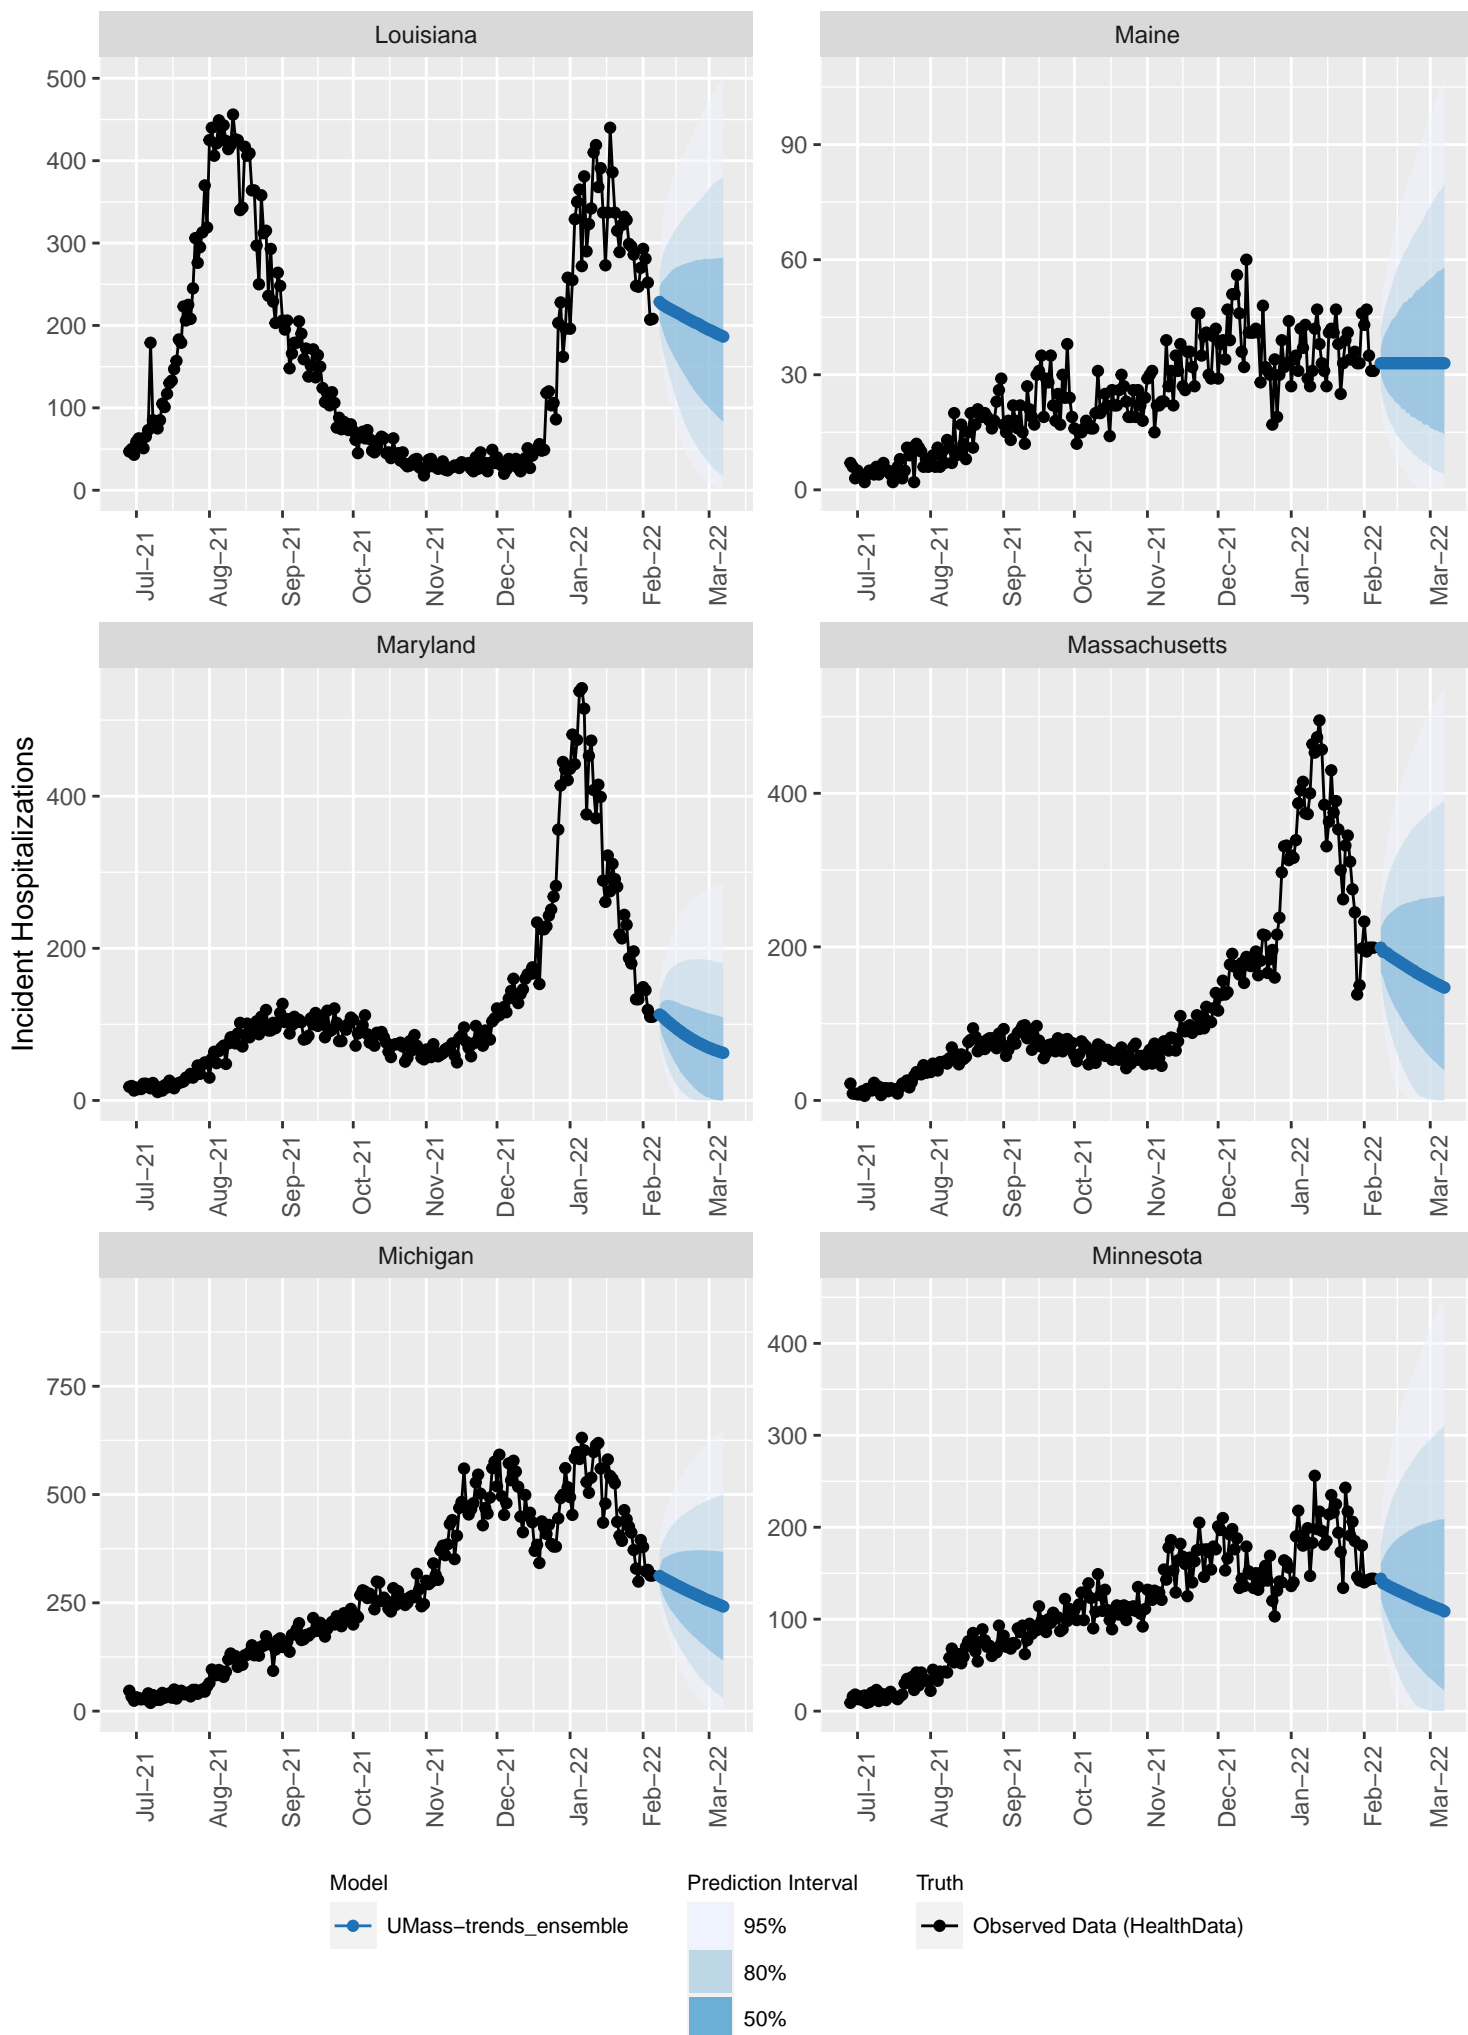 Louisiana
Maine
500
400
300
200
100
0
90
60
30
0
Jul−21
Aug−21
Sep−21
Oct−21
Nov−21
Dec−21
Jan−22
Feb−22
Mar−22
Jul−21
Aug−21
Sep−21
Oct−21
Nov−21
Dec−21
Jan−22
Feb−22
Mar−22
Incident Hospitalizations
Maryland
Massachusetts
400
200
0
400
200
0
Jul−21
Aug−21
Sep−21
Oct−21
Nov−21
Dec−21
Jan−22
Feb−22
Mar−22
Jul−21
Aug−21
Sep−21
Oct−21
Nov−21
Dec−21
Jan−22
Feb−22
Mar−22
Michigan
Minnesota
750
500
250
0
400
300
200
100
0
Jul−21
Aug−21
Sep−21
Oct−21
Nov−21
Dec−21
Jan−22
Feb−22
Mar−22
Jul−21
Aug−21
Sep−21
Oct−21
Nov−21
Dec−21
Jan−22
Feb−22
Mar−22
Model
UMass−trends_ensemble
Prediction Interval
95%
80%
50%
Truth
Observed Data (HealthData)